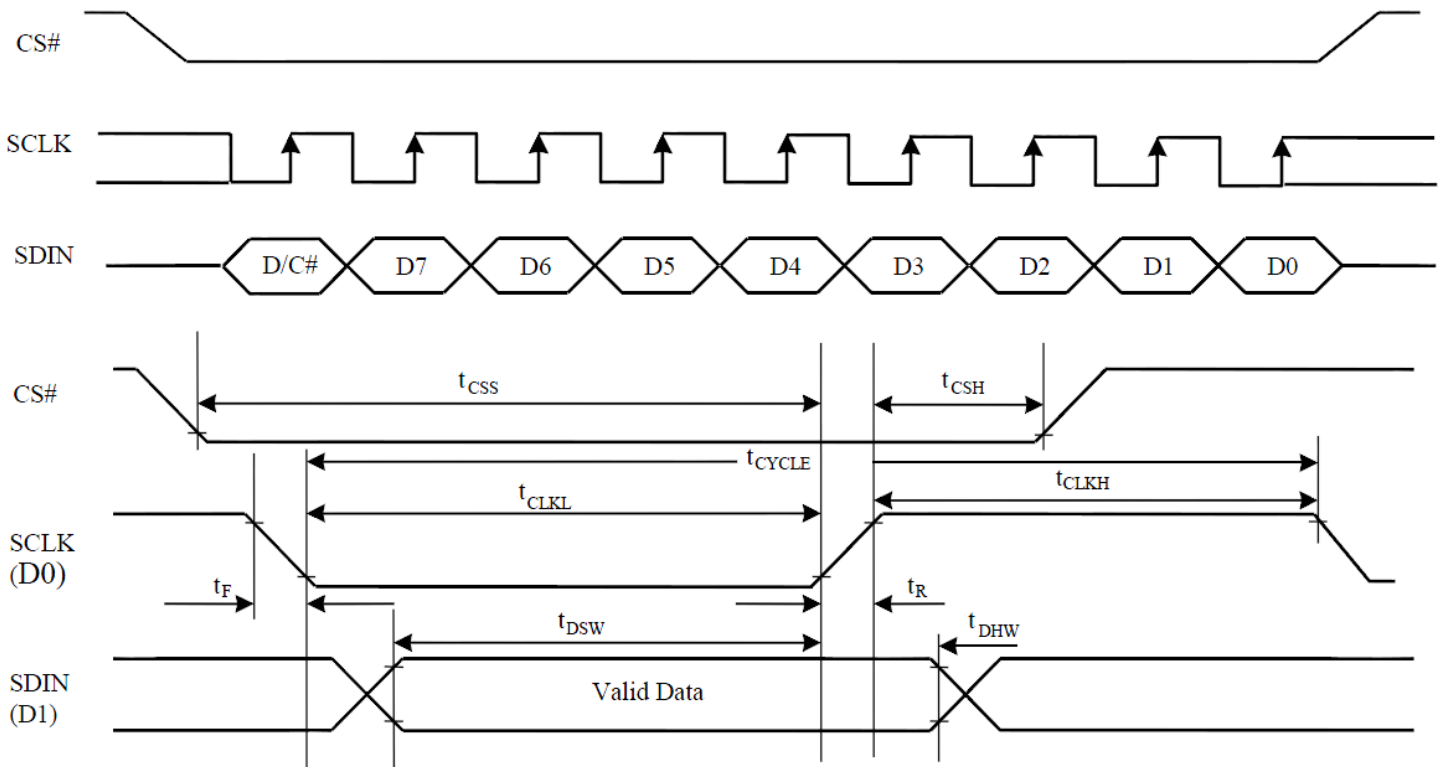 CS#
SCLK
SDIN D/C# D7 D6 D5 D4 D3 D2 D1 D0
CS# tCSS tCSH
tCYCLE
tCLKL tCLKH
SCLK
(D0)
tF tR
tDSW tDHW
SDIN Valid Data
(D1)